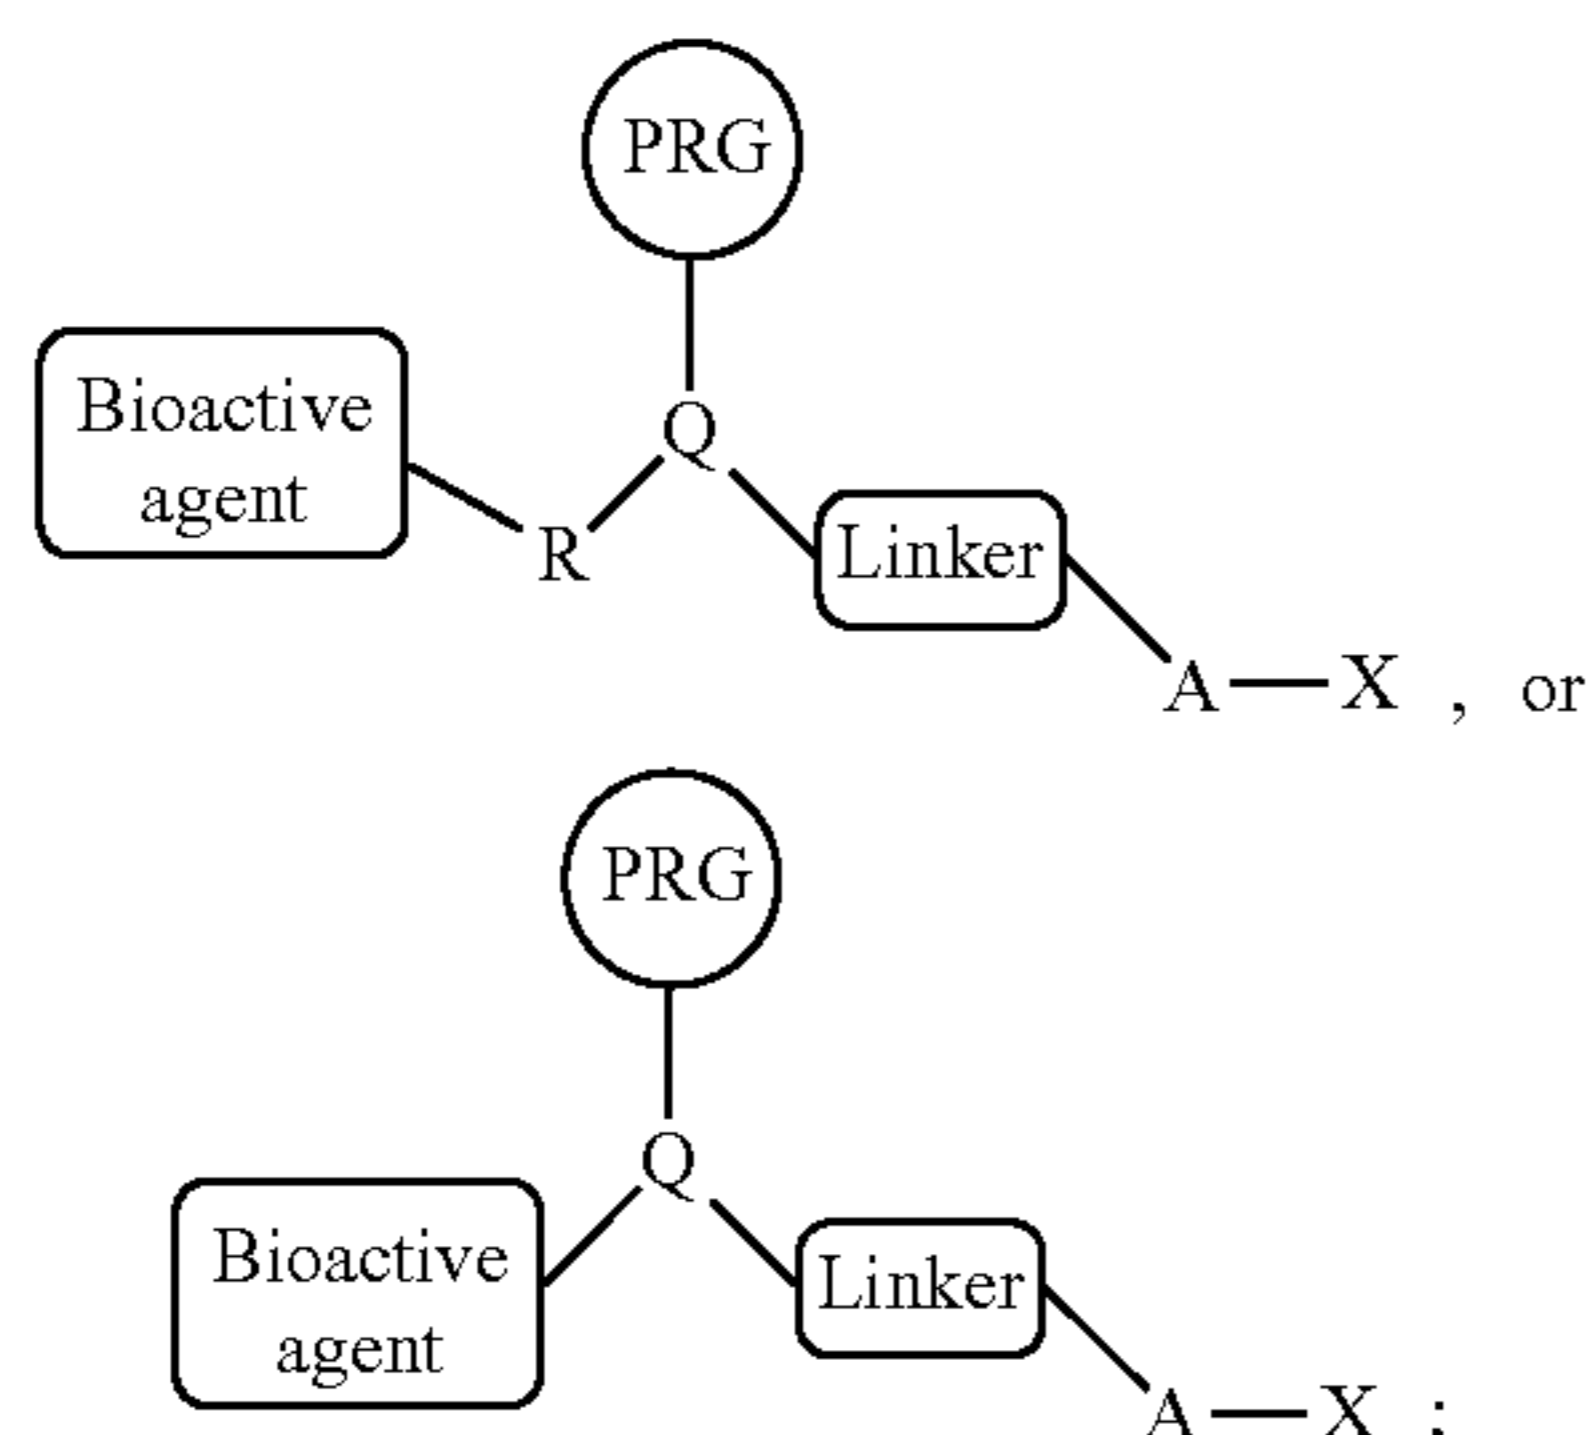 PRG
Bioactive
agent
R
Q
Linker
A — X , or
PRG
Bioactive
agent
Q
Linker
A — X ;